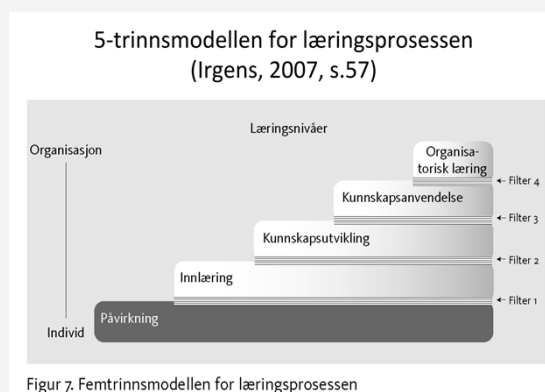 5-trinnsmodellen for læringsprosessen
(Irgens, 2007, s.57)
Læringsnivåer
Organisasjon
Organisa-
torisk læring
Filter 4
Kunnskapsanvendelse
Filter 3
Kunnskapsutvikling
Filter 2
Innlæring
Filter 1
Påvirkning
Individ
Figur 7. Femtrinnsmodellen for læringsprosessen